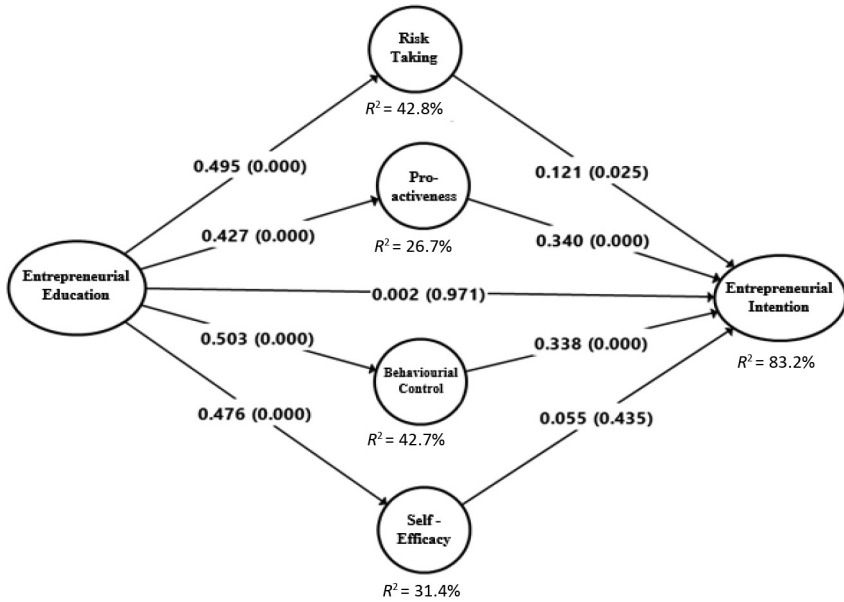 Risk
Taking
R² = 42.8%
0.495 (0.000)
0.121 (0.025)
Pro-
activeness
R² = 26.7%
0.427 (0.000)
0.340 (0.000)
Entrepreneurial
Education
0.002 (0.971)
Entrepreneurial
Intention
R² = 83.2%
0.503 (0.000)
0.338 (0.000)
Behaviourial
Control
R² = 42.7%
0.476 (0.000)
0.055 (0.435)
Self -
Efficacy
R² = 31.4%